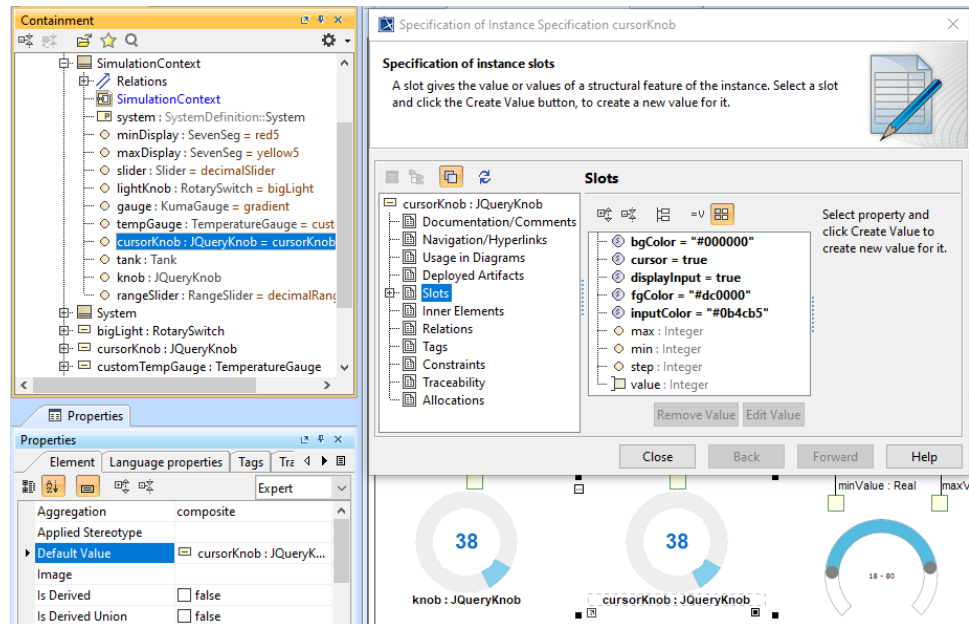 Containment
SimulationContext
Relations
SimulationContext
system : SystemDefinition::System
minDisplay : SevenSeg = red5
maxDisplay : SevenSeg = yellow5
slider : Slider = decimalSlider
lightKnob : RotarySwitch = bigLight
gauge : KumaGauge = gradient
tempGauge : TemperatureGauge = cust
cursorKnob : JQueryKnob = cursorKnob
tank : Tank
knob : JQueryKnob
rangeSlider : RangeSlider = decimalRang
System
bigLight : RotarySwitch
cursorKnob : JQueryKnob
customTempGauge : TemperatureGauge
Properties
Properties
Element Language properties Tags Tra
Expert
Aggregation composite
Applied Stereotype
Default Value cursorKnob : JQueryK...
Image
Is Derived false
Is Derived Union false
Specification of Instance Specification cursorKnob
Specification of instance slots
A slot gives the value or values of a structural feature of the instance. Select a slot
and click the Create Value button, to create a new value for it.
cursorKnob : JQueryKnob
Documentation/Comments
Navigation/Hyperlinks
Usage in Diagrams
Deployed Artifacts
Slots
Inner Elements
Relations
Tags
Constraints
Traceability
Allocations
Slots
=V
bgColor = "#000000"
cursor = true
displayInput = true
fgColor = "#dc0000"
inputColor = "#0b4cb5"
max : Integer
min : Integer
step : Integer
value : Integer
Select property and
click Create Value to
create new value for it.
Remove Value Edit Value
Close Back Forward Help
38
knob : JQueryKnob
38
cursorKnob : JQueryKnob
minValue : Real maxV
18 - 80